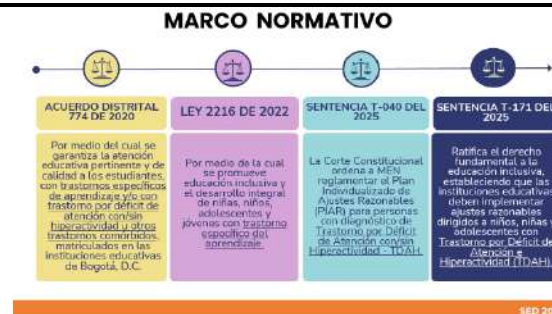 MARCO NORMATIVO
ACUERDO DISTRITAL
774 DE 2020
Por medio del cual se
garantiza la atención
educativa pertinente y de
calidad a los estudiantes,
con trastornos específicos
de aprendizaje y/o con
trastorno por déficit de
atención con/sin
hiperactividad u otros
trastornos comórbidos,
matriculados en las
instituciones educativas
de Bogotá, D.C.
LEY 2216 DE 2022
Por medio de la cual
se promueve
educación inclusiva y
el desarrollo integral
de niñas, niños,
adolescentes y
jóvenes con trastorno
específico del
aprendizaje.
SENTENCIA T-040 DEL
2025
La Corte Constitucional
ordena a MEN
reglamentar el Plan
Individualizado de
Ajustes Razonables
(PIAR) para personas
con diagnóstico de
Trastorno por Déficit
de Atención con/sin
Hiperactividad - TDAH.
SENTENCIA T-171 DEL
2025
Ratifica el derecho
fundamental a la
educación inclusiva,
estableciendo que las
instituciones educativas
deben implementar
ajustes razonables
dirigidos a niños, niñas y
adolescentes con
Trastorno por Déficit de
Atención e
Hiperactividad (TDAH).
SED 20